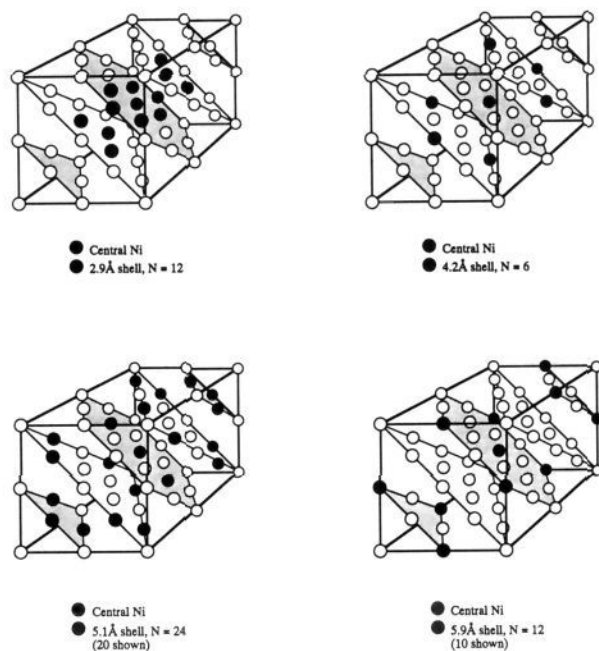 Central Ni
2.9Å shell, N = 12
Central Ni
4.2Å shell, N = 6
Central Ni
5.1Å shell, N = 24
(20 shown)
Central Ni
5.9Å shell, N = 12
(10 shown)